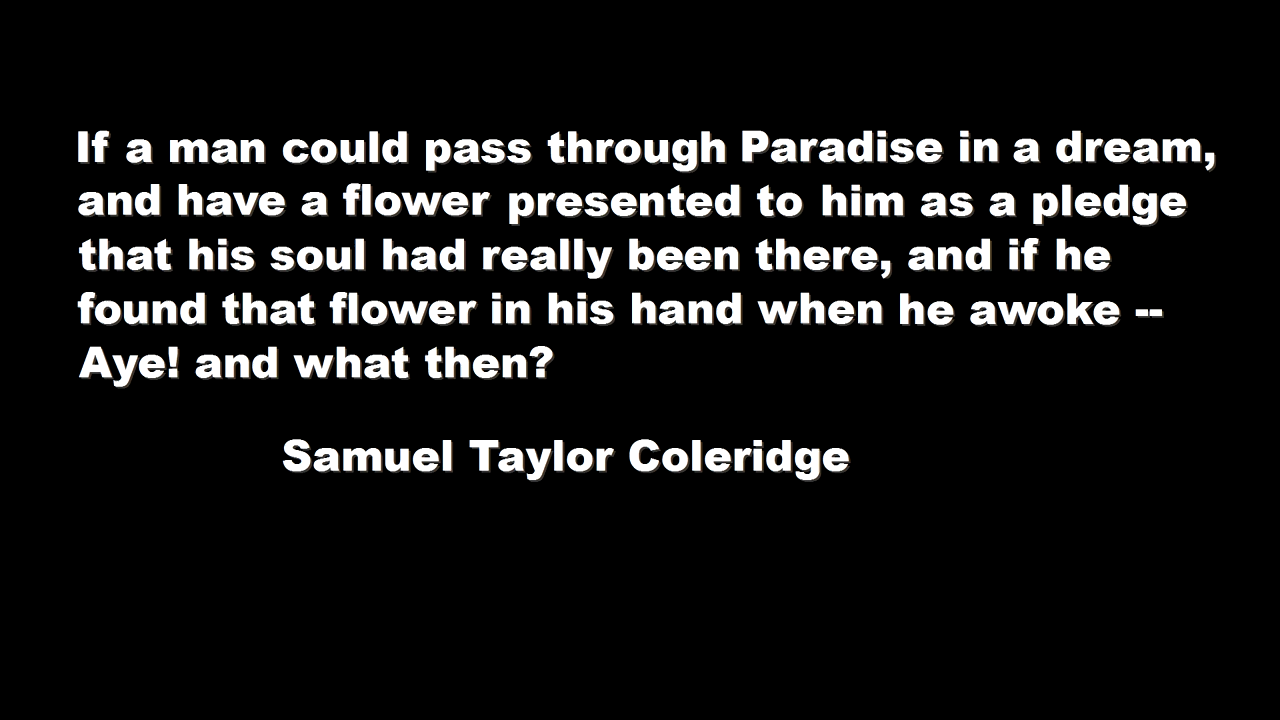 If a man could pass through Paradise in a dream,
and have a flower presented to him as a pledge
that his soul had really been there, and if he
found that flower in his hand when he awoke --
Aye! and what then?
Samuel Taylor Coleridge